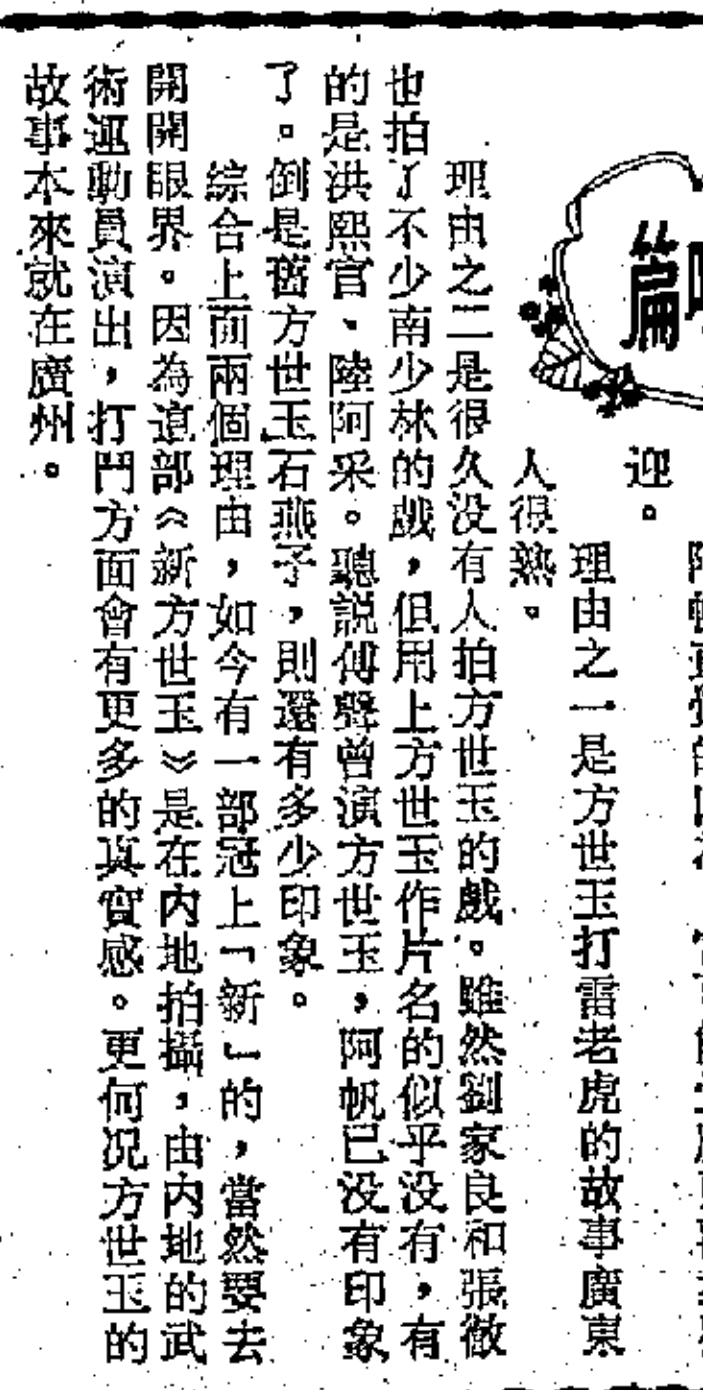 篇
迎。
理由之一是方世玉打雷老虎的故事廣東
人很熟。
理由之二是很久没有人拍方世玉的戲。雖然劉家良和張徹
也拍了不少南少林的戲，但用上方世玉作片名的似乎没有，有
的是洪熙官、陸阿采。聽説傅聲曾演方世玉，阿帆已没有印象
了。倒是舊方世玉石燕子，則還有多少印象。
綜合上面兩個理由，如今有一部冠上「新」的，當然要去
開開眼界。因為這部《新方世玉》是在内地拍攝，由内地的武
術運動員演出，打鬥方面會有更多的真實感。更何况方世玉的
故事本來就在廣州。